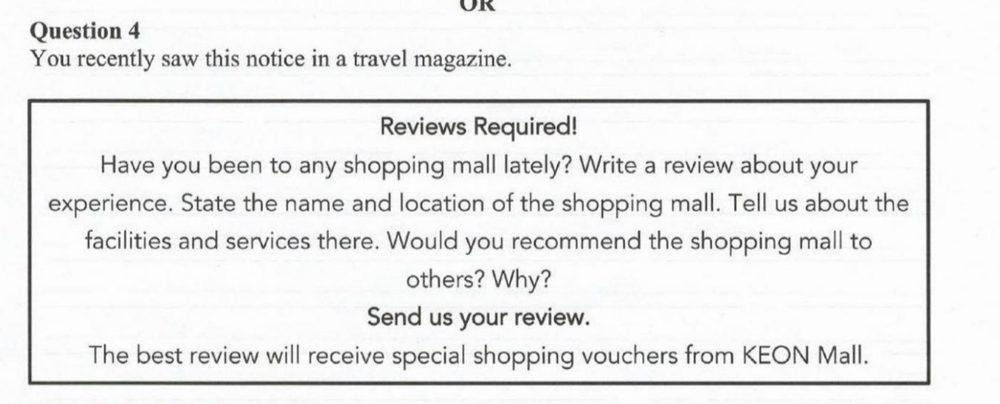 OR
Question 4
You recently saw this notice in a travel magazine.
Reviews Required!
Have you been to any shopping mall lately? Write a review about your
experience. State the name and location of the shopping mall. Tell us about the
facilities and services there. Would you recommend the shopping mall to
others? Why?
Send us your review.
The best review will receive special shopping vouchers from KEON Mall.